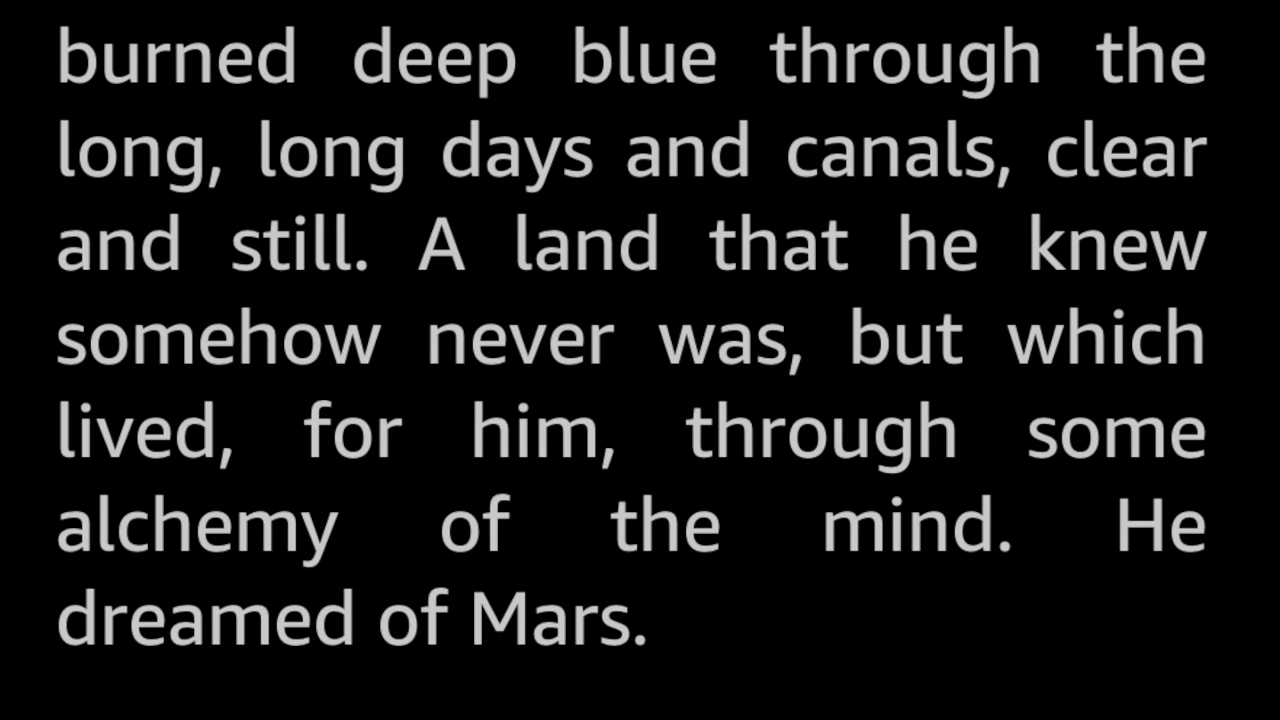 burned deep blue through the
long, long days and canals, clear
and still. A land that he knew
somehow never was, but which
lived, for him, through some
alchemy of the mind. He
dreamed of Mars.